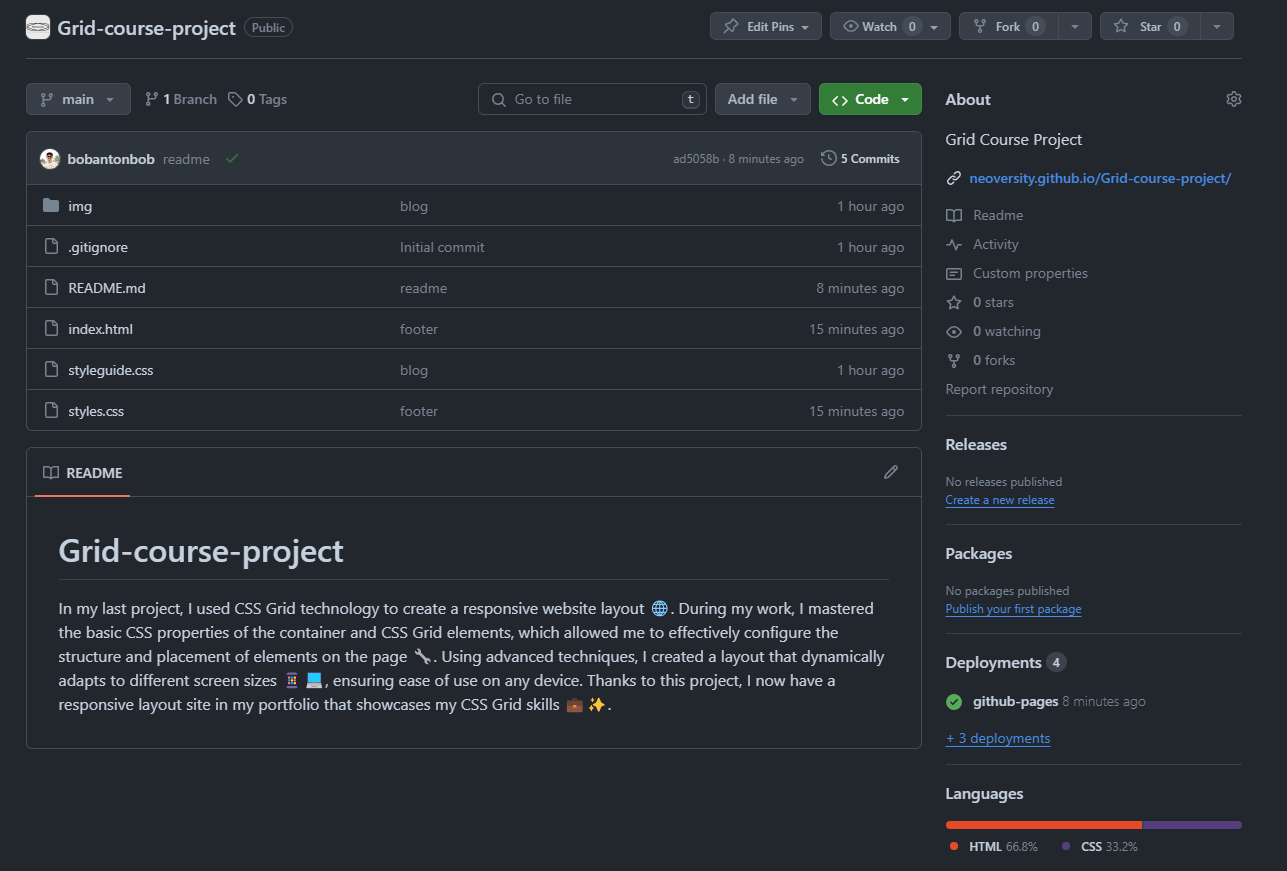 Grid-course-project Public
Edit Pins Watch 0 Fork 0 Star 0
main 1 Branch 0 Tags Go to file t Add file Code
bobantonbob readme ad5058b · 8 minutes ago 5 Commits
img blog 1 hour ago
.gitignore Initial commit 1 hour ago
README.md readme 8 minutes ago
index.html footer 15 minutes ago
styleguide.css blog 1 hour ago
styles.css footer 15 minutes ago
README
Grid-course-project
In my last project, I used CSS Grid technology to create a responsive website layout 🌐. During my work, I mastered
the basic CSS properties of the container and CSS Grid elements, which allowed me to effectively configure the
structure and placement of elements on the page 🔧. Using advanced techniques, I created a layout that dynamically
adapts to different screen sizes 📱💻, ensuring ease of use on any device. Thanks to this project, I now have a
responsive layout site in my portfolio that showcases my CSS Grid skills 💼✨.
About
Grid Course Project
neoversity.github.io/Grid-course-project/
Readme
Activity
Custom properties
0 stars
0 watching
0 forks
Report repository
Releases
No releases published
Create a new release
Packages
No packages published
Publish your first package
Deployments 4
github-pages 8 minutes ago
+ 3 deployments
Languages
HTML 66.8% CSS 33.2%